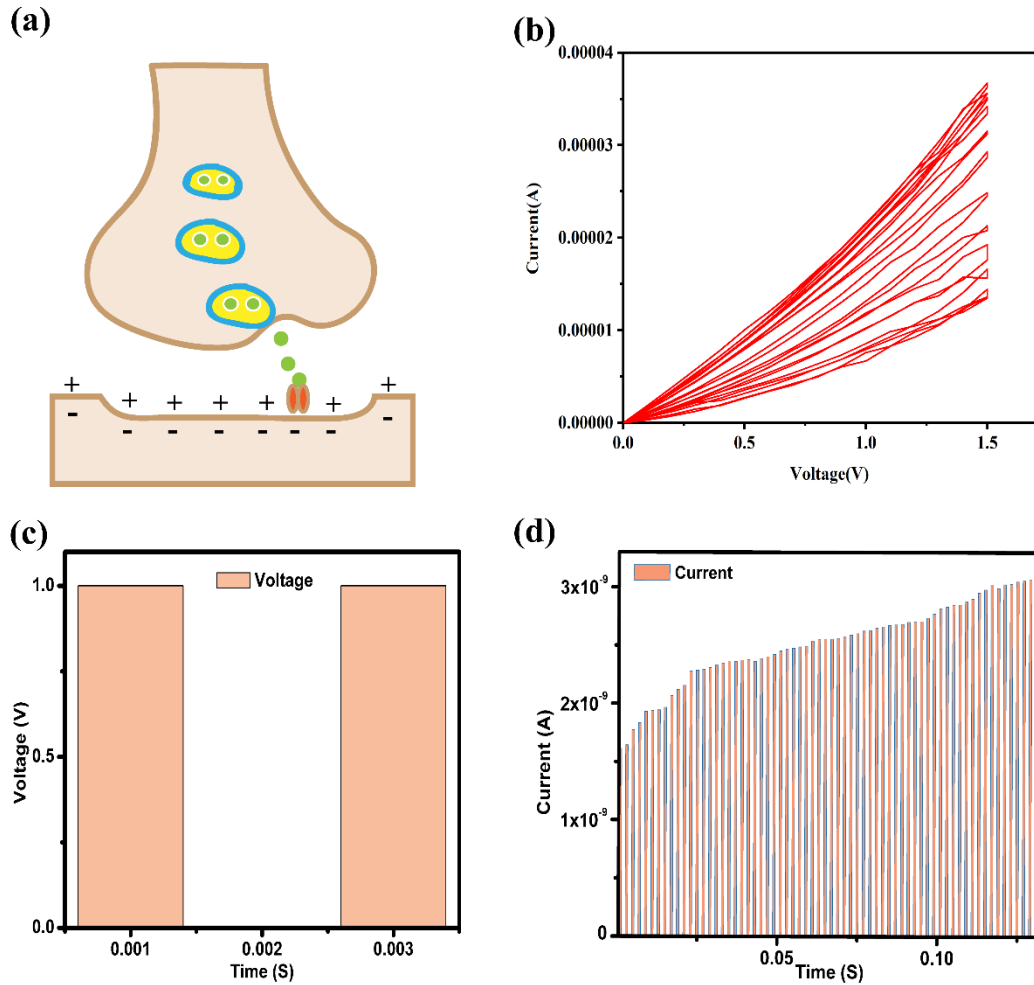 (a)
+ +
+ + + + +
- -
- - - - - -
(b)
0.00004
0.00003
0.00002
0.00001
0.00000
Current(A)
0.0 0.5 1.0 1.5
Voltage(V)
(c)
Voltage
1.0
0.5
0.0
Voltage (V)
0.001 0.002 0.003
Time (S)
(d)
Current
3x10-9
2x10-9
1x10-9
0
Current (A)
0.05 0.10
Time (S)